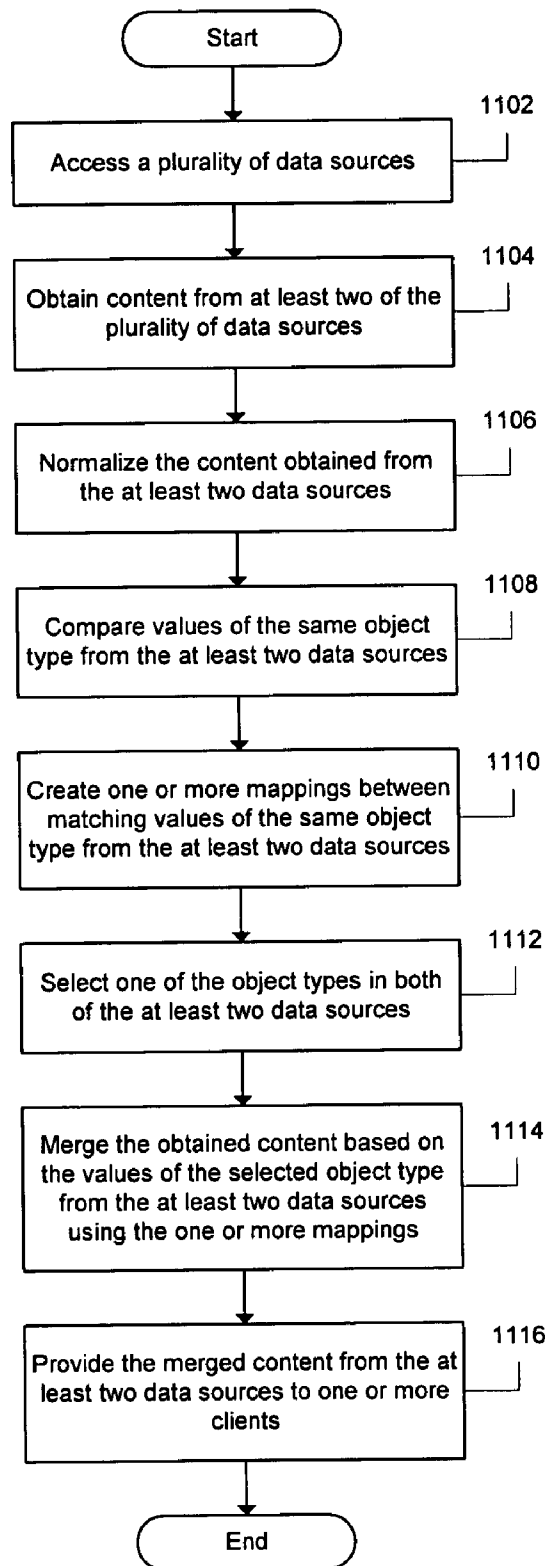 Start
1102
Access a plurality of data sources
1104
Obtain content from at least two of the
plurality of data sources
1106
Normalize the content obtained from
the at least two data sources
1108
Compare values of the same object
type from the at least two data sources
1110
Create one or more mappings between
matching values of the same object
type from the at least two data sources
1112
Select one of the object types in both
of the at least two data sources
1114
Merge the obtained content based on
the values of the selected object type
from the at least two data sources
using the one or more mappings
1116
Provide the merged content from the at
least two data sources to one or more
clients
End